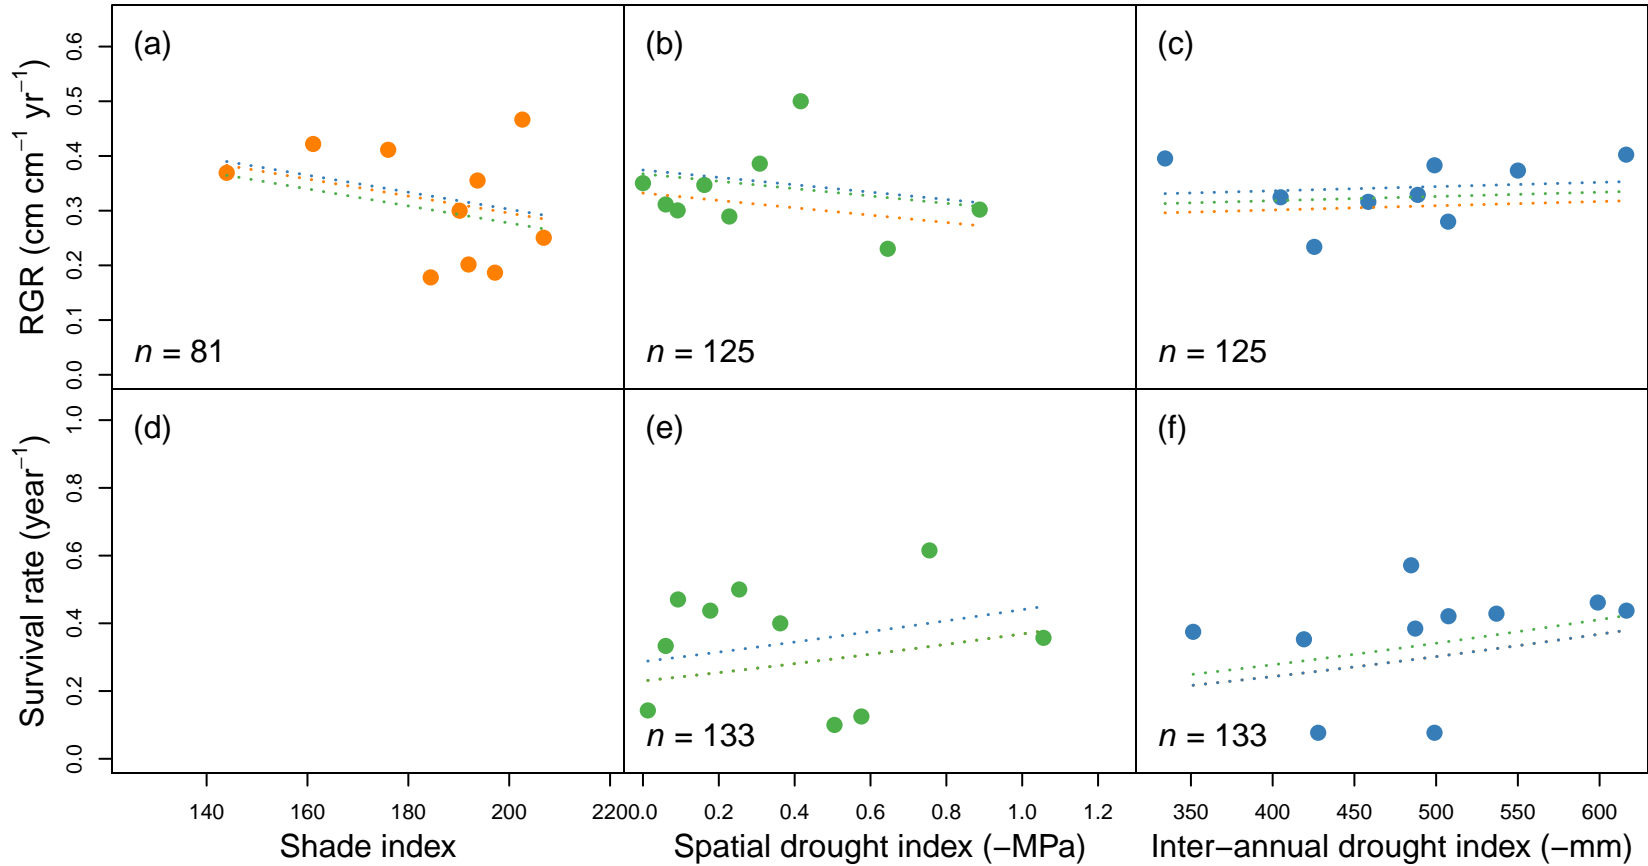 (a)
(b)
(c)
RGR (cm cm⁻¹ yr⁻¹)
0.0 0.1 0.2 0.3 0.4 0.5 0.6
n = 81
n = 125
n = 125
(d)
(e)
(f)
Survival rate (year⁻¹)
0.0 0.2 0.4 0.6 0.8 1.0
n = 133
n = 133
140 160 180 200 220
0.0 0.2 0.4 0.6 0.8 1.0 1.2
350 400 450 500 550 600
Shade index
Spatial drought index (−MPa)
Inter−annual drought index (−mm)